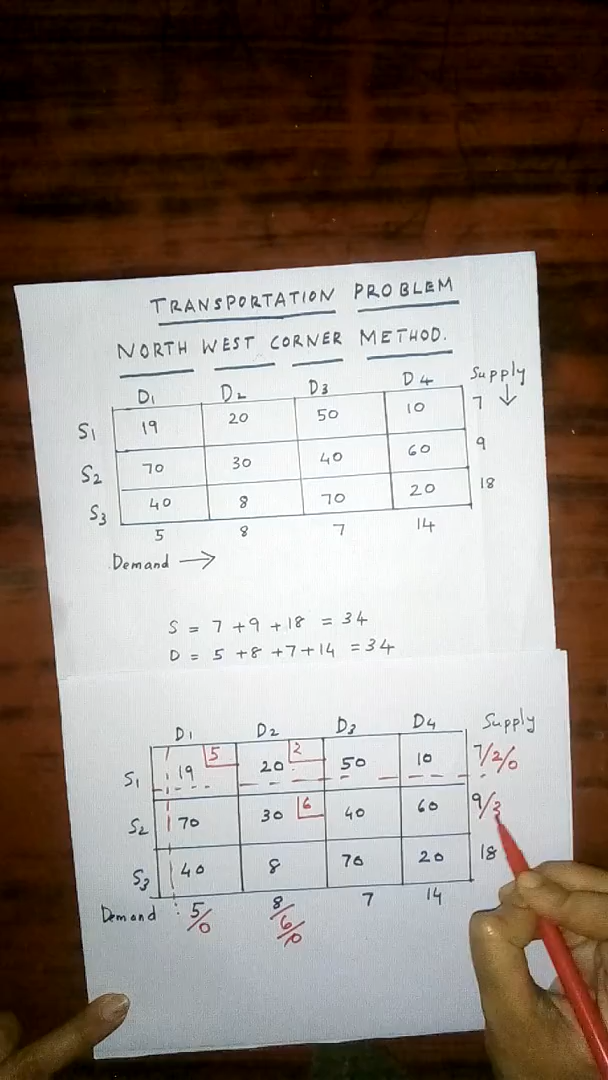 TRANSPORTATION PROBLEM
NORTH WEST CORNER METHOD.
D1 D2 D3 D4 Supply
S1 19 20 50 10 7
S2 70 30 40 60 9
S3 40 8 70 20 18
5 8 7 14
Demand →
S = 7 + 9 + 18 = 34
D = 5 + 8 + 7 + 14 = 34
D1 D2 D3 D4 Supply
S1 19 5 20 2 50 10 7/2/0
S2 70 30 6 40 60 9/3
S3 40 8 70 20 18
Demand : 5/0 8/6/0 7 14